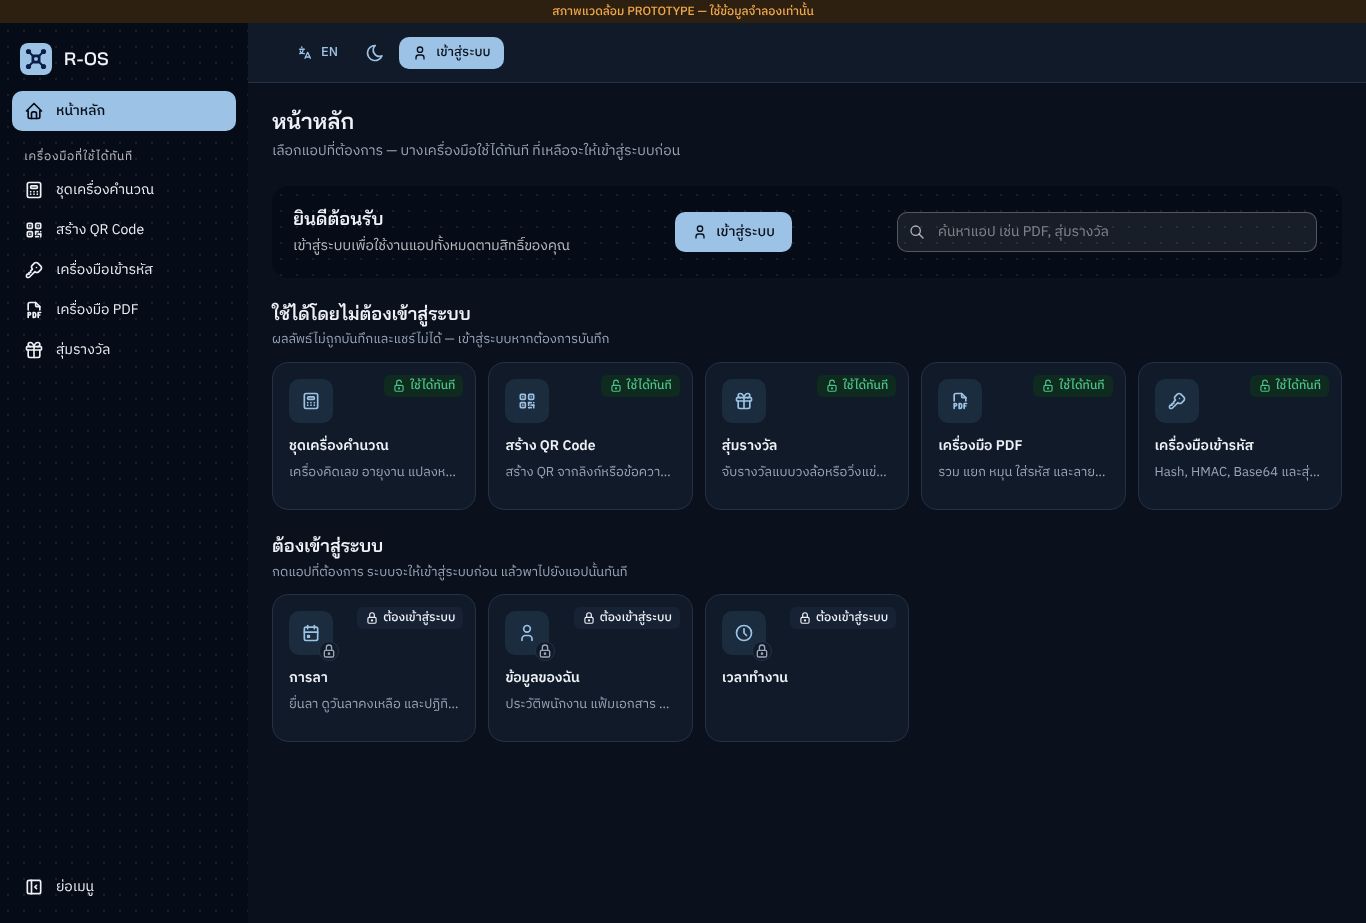 สภาพแวดล้อม PROTOTYPE — ใช้ข้อมูลจำลองเท่านั้น
R-OS
EN
เข้าสู่ระบบ
หน้าหลัก
เครื่องมือที่ใช้ได้ทันที
ชุดเครื่องคำนวณ
สร้าง QR Code
เครื่องมือเข้ารหัส
เครื่องมือ PDF
สุ่มรางวัล
ย่อเมนู
หน้าหลัก
เลือกแอปที่ต้องการ — บางเครื่องมือใช้ได้ทันที ที่เหลือจะให้เข้าสู่ระบบก่อน
ยินดีต้อนรับ
เข้าสู่ระบบเพื่อใช้งานแอปทั้งหมดตามสิทธิ์ของคุณ
เข้าสู่ระบบ
ค้นหาแอป เช่น PDF, สุ่มรางวัล
ใช้ได้โดยไม่ต้องเข้าสู่ระบบ
ผลลัพธ์ไม่ถูกบันทึกและแชร์ไม่ได้ — เข้าสู่ระบบหากต้องการบันทึก
ใช้ได้ทันที
ชุดเครื่องคำนวณ
เครื่องคิดเลข อายุงาน แปลงห...
ใช้ได้ทันที
สร้าง QR Code
สร้าง QR จากลิงก์หรือข้อควา...
ใช้ได้ทันที
สุ่มรางวัล
จับรางวัลแบบวงล้อหรือวิ่งแข่...
ใช้ได้ทันที
เครื่องมือ PDF
รวม แยก หมุน ใส่รหัส และลาย...
ใช้ได้ทันที
เครื่องมือเข้ารหัส
Hash, HMAC, Base64 และสุ่...
ต้องเข้าสู่ระบบ
กดแอปที่ต้องการ ระบบจะให้เข้าสู่ระบบก่อน แล้วพาไปยังแอปนั้นทันที
ต้องเข้าสู่ระบบ
การลา
ยื่นลา ดูวันลาคงเหลือ และปฏิทิ...
ต้องเข้าสู่ระบบ
ข้อมูลของฉัน
ประวัติพนักงาน แฟ้มเอกสาร ...
ต้องเข้าสู่ระบบ
เวลาทำงาน